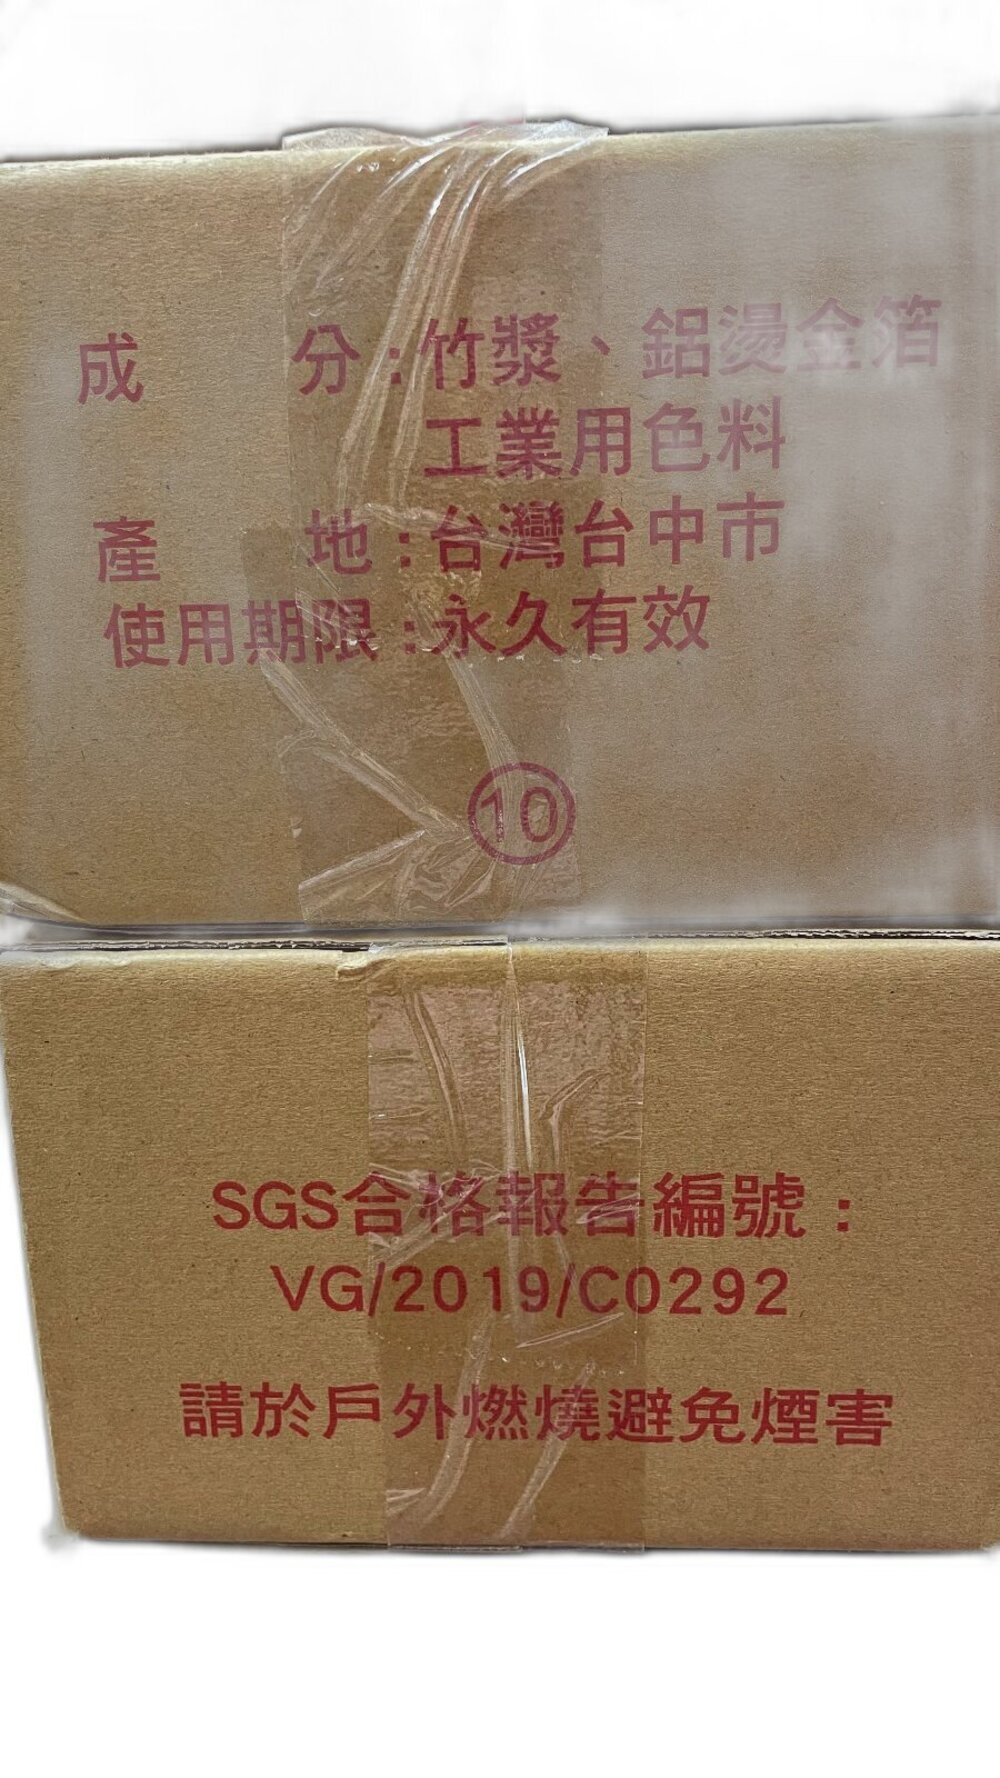 成 分:竹漿、鋁燙金箔
工業用色料
產 地:台灣台中市
使用期限:永久有效
10
SGS合格報告編號:
VG/2019/C0292
請於戶外燃燒避免煙害